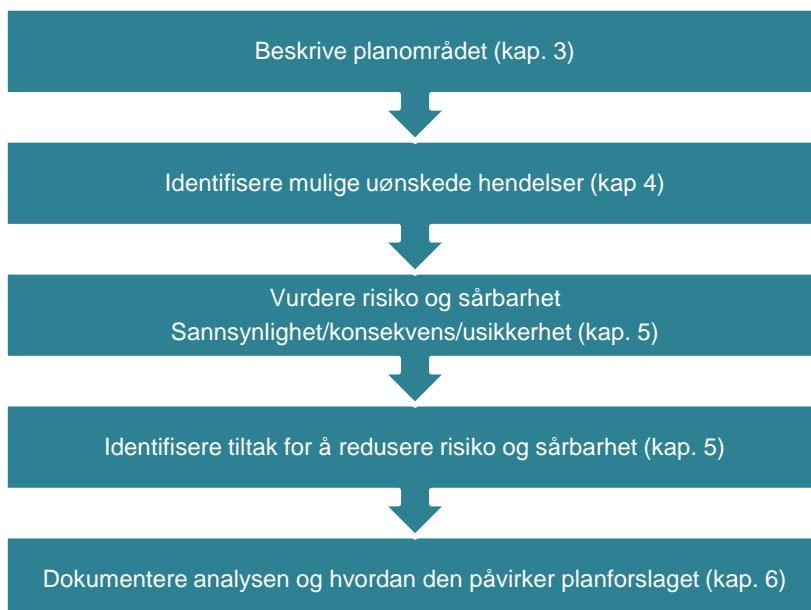 Beskrive planområdet (kap. 3)
Identifisere mulige uønskede hendelser (kap 4)
Vurdere risiko og sårbarhet
Sannsynlighet/konsekvens/usikkerhet (kap. 5)
Identifisere tiltak for å redusere risiko og sårbarhet (kap. 5)
Dokumentere analysen og hvordan den påvirker planforslaget (kap. 6)